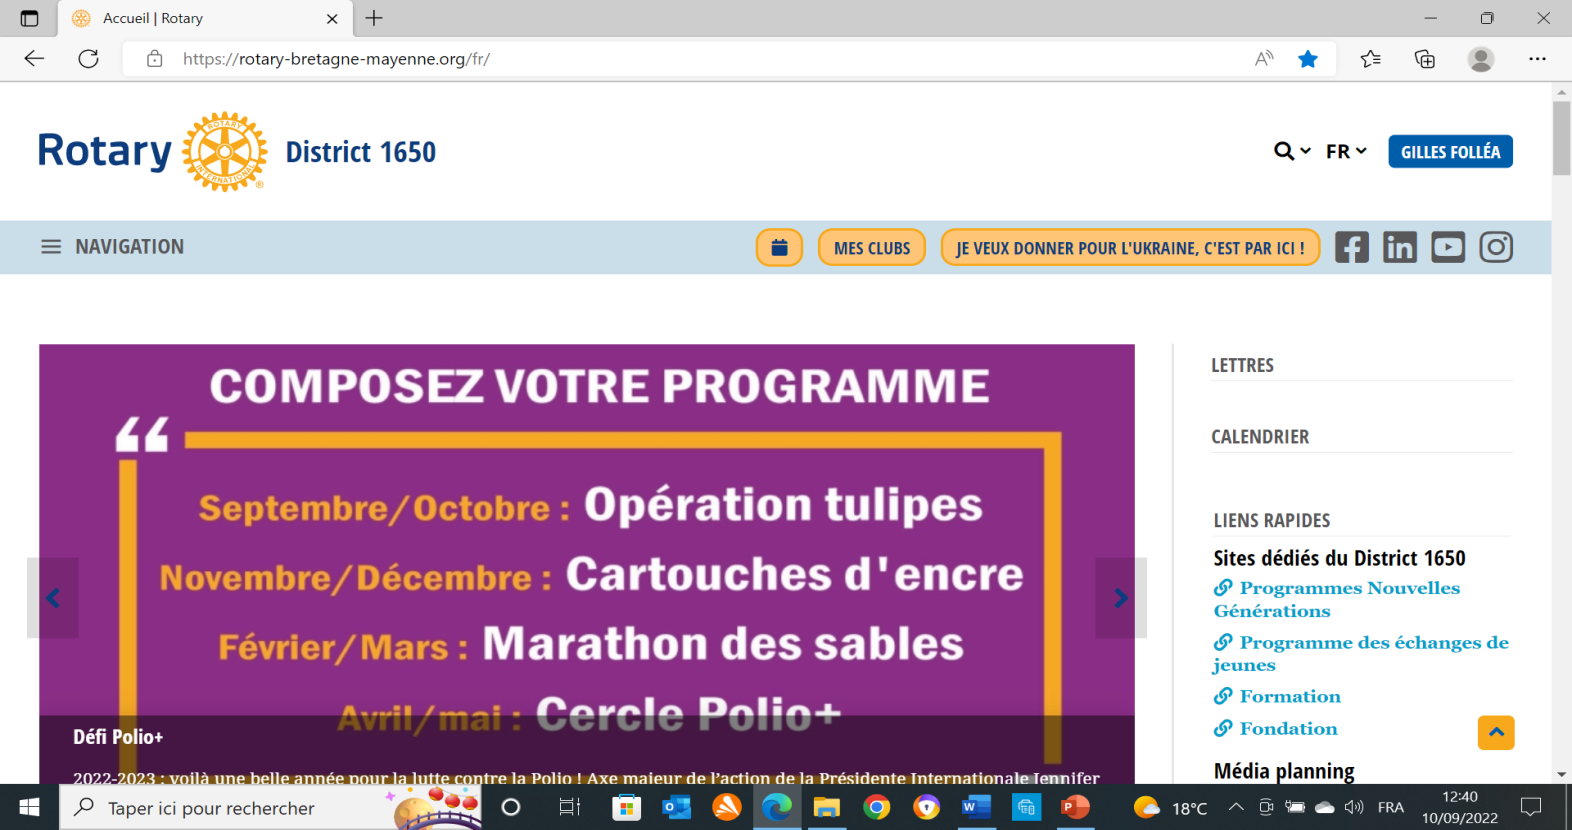 Accueil | Rotary
https://rotary-bretagne-mayenne.org/fr/
Rotary
ROTARY
INTERNATIONAL
District 1650
FR
GILLES FOLLÉA
NAVIGATION
MES CLUBS
JE VEUX DONNER POUR L'UKRAINE, C'EST PAR ICI !
COMPOSEZ VOTRE PROGRAMME
“
Septembre/Octobre : Opération tulipes
Novembre/Décembre : Cartouches d'encre
Février/Mars : Marathon des sables
Avril/mai : Cercle Polio+
Défi Polio+
2022-2023 : voilà une belle année pour la lutte contre la Polio ! Axe majeur de l’action de la Présidente Internationale Jennifer
LETTRES
CALENDRIER
LIENS RAPIDES
Sites dédiés du District 1650
Programmes Nouvelles
Générations
Programme des échanges de
jeunes
Formation
Fondation
Média planning
Taper ici pour rechercher
18°C
FRA
12:40
10/09/2022